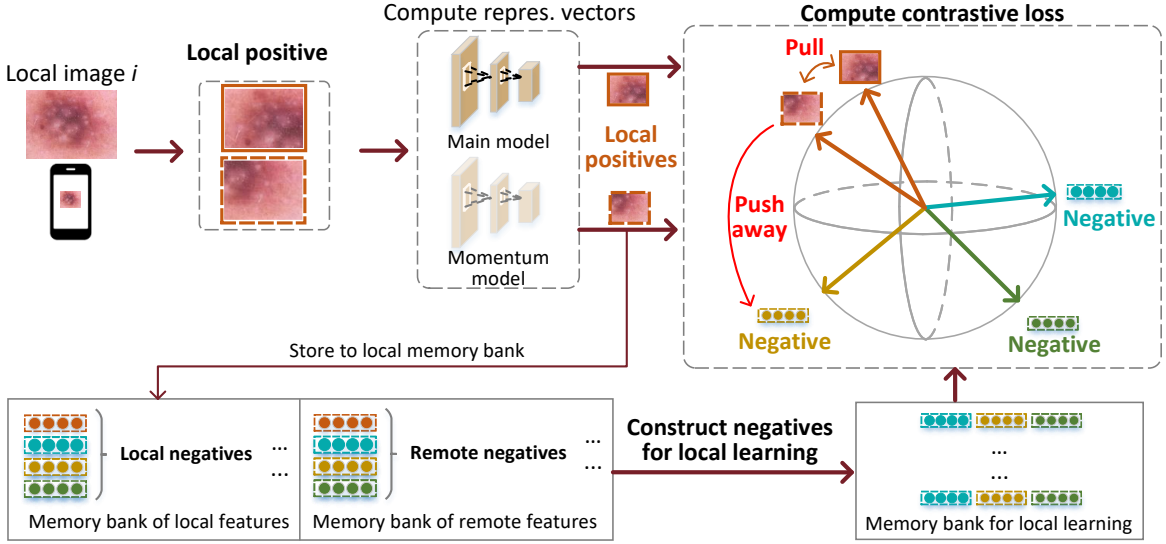 Compute repres. vectors
Compute contrastive loss
Local image i
Local positive
Main model
Momentum
model
Local
positives
Pull
Push
away
Negative
Negative
Negative
Store to local memory bank
Local negatives
...
...
Memory bank of local features
Remote negatives
...
...
Memory bank of remote features
Construct negatives
for local learning
...
...
Memory bank for local learning